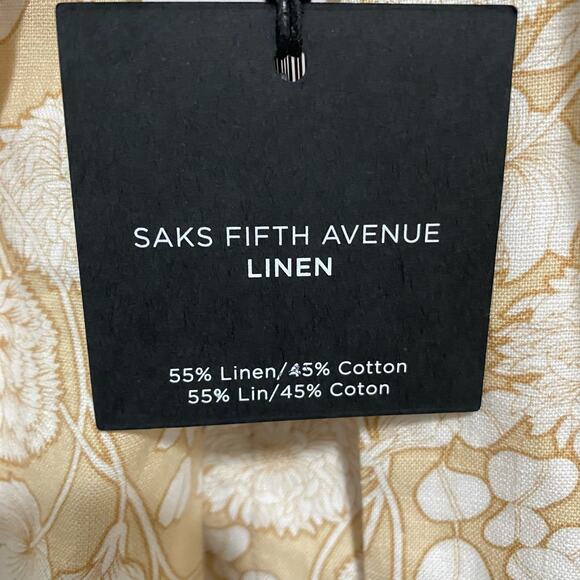 SAKS FIFTH AVENUE
LINEN
55% Linen/45% Cotton
55% Lin/45% Coton